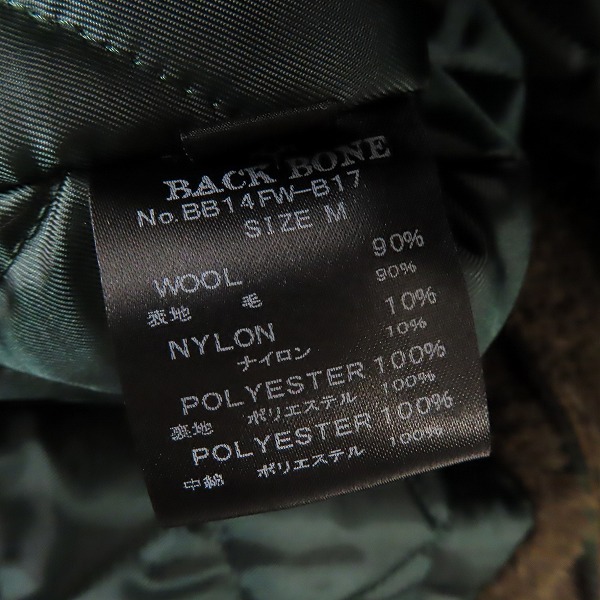 BACK BONE
No.BB14FW-B17
SIZE M
WOOL 90%
表地 毛 90%
NYLON 10%
ナイロン 10%
POLYESTER 100%
裏地 ポリエステル 100%
POLYESTER 100%
中綿 ポリエステル 100%